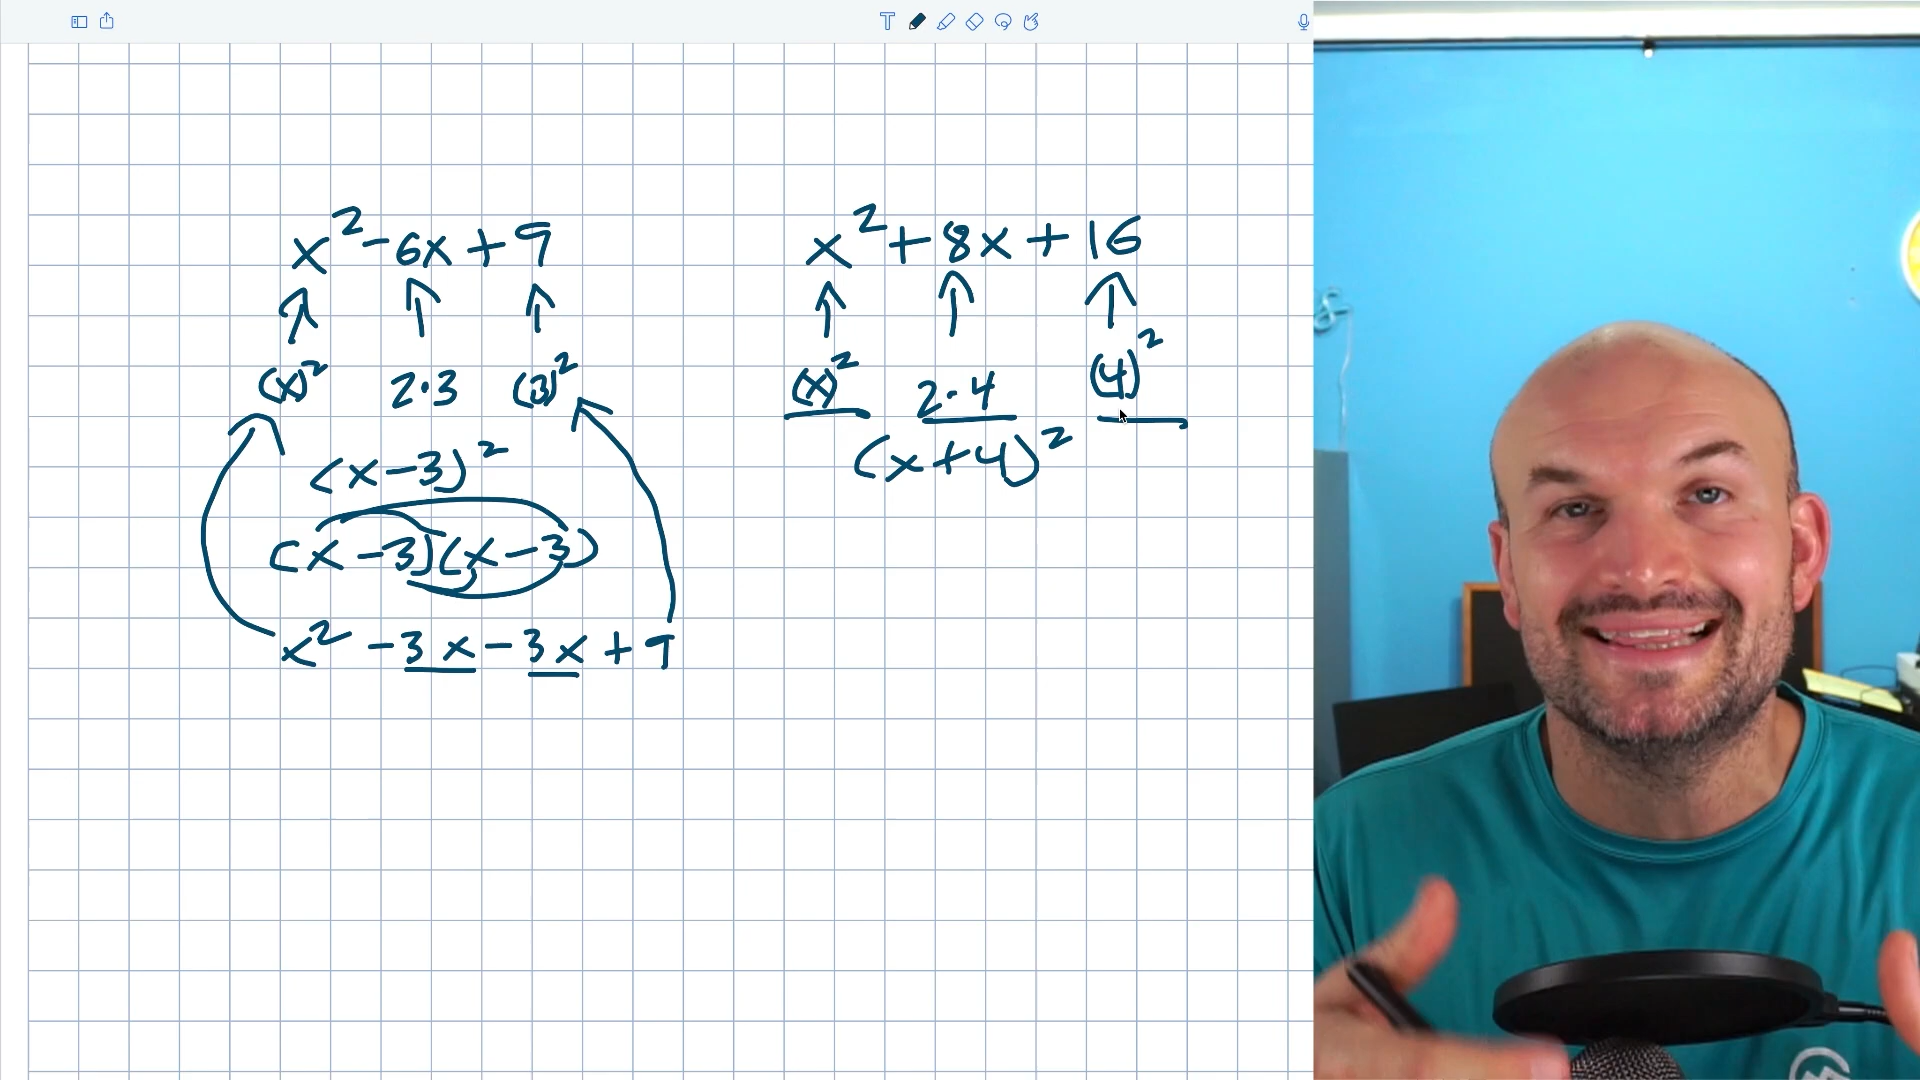 x² - 6x + 9
(x)² 2·3 (3)²
(x - 3)²
(x - 3)(x - 3)
x² - 3x - 3x + 9
x² + 8x + 16
(x)² 2·4 (4)²
(x + 4)²